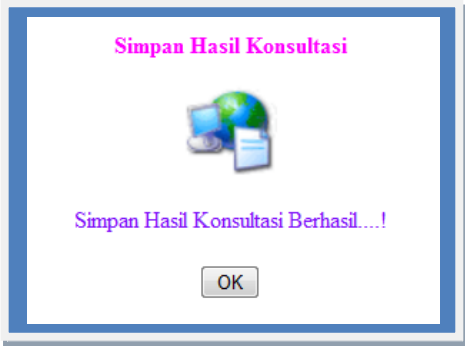 Simpan Hasil Konsultasi
Simpan Hasil Konsultasi Berhasil....!
OK